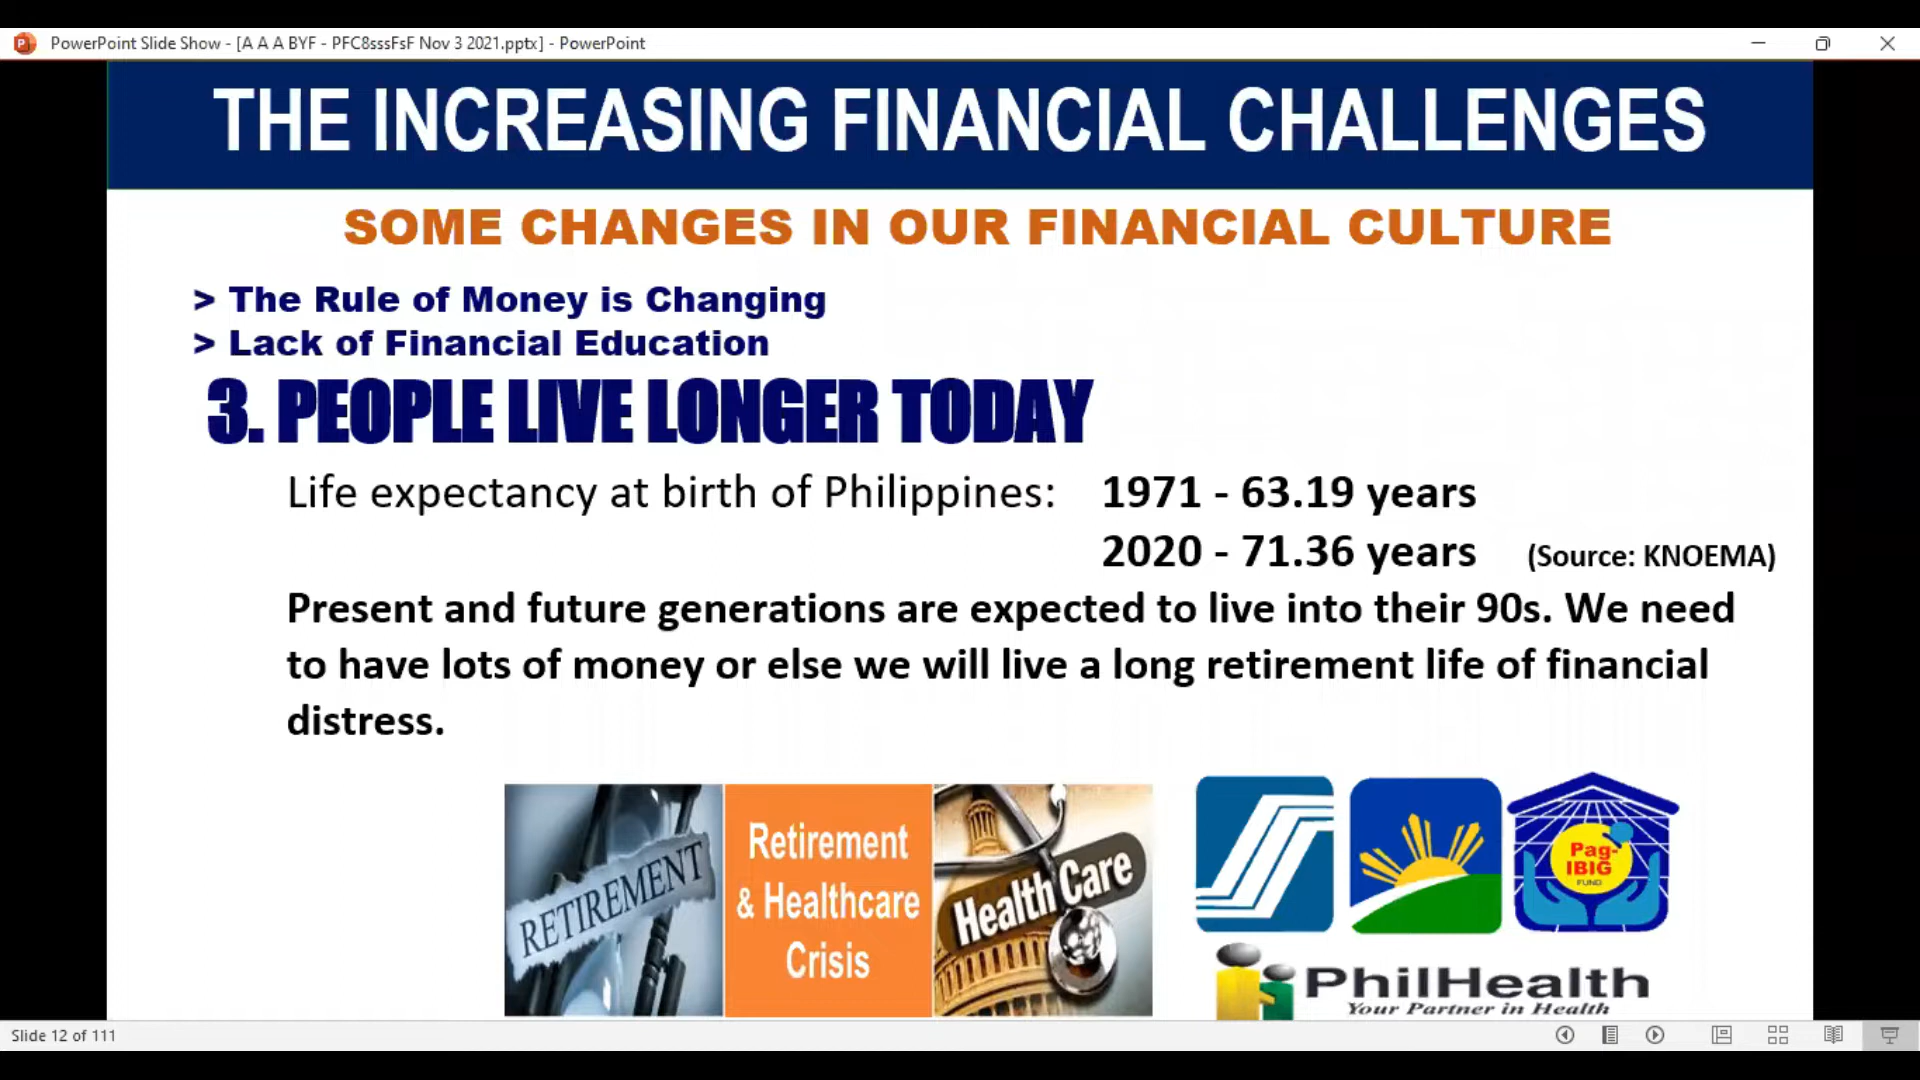 PowerPoint Slide Show - [A A A BYF - PFC8sssFsF Nov 3 2021.pptx] - PowerPoint
THE INCREASING FINANCIAL CHALLENGES
SOME CHANGES IN OUR FINANCIAL CULTURE
> The Rule of Money is Changing
> Lack of Financial Education
3. PEOPLE LIVE LONGER TODAY
Life expectancy at birth of Philippines: 1971 - 63.19 years
2020 - 71.36 years (Source: KNOEMA)
Present and future generations are expected to live into their 90s. We need
to have lots of money or else we will live a long retirement life of financial
distress.
RETIREMENT
Retirement
& Healthcare
Crisis
Health Care
Pag-
IBIG
FUND
PhilHealth
Your Partner in Health
Slide 12 of 111